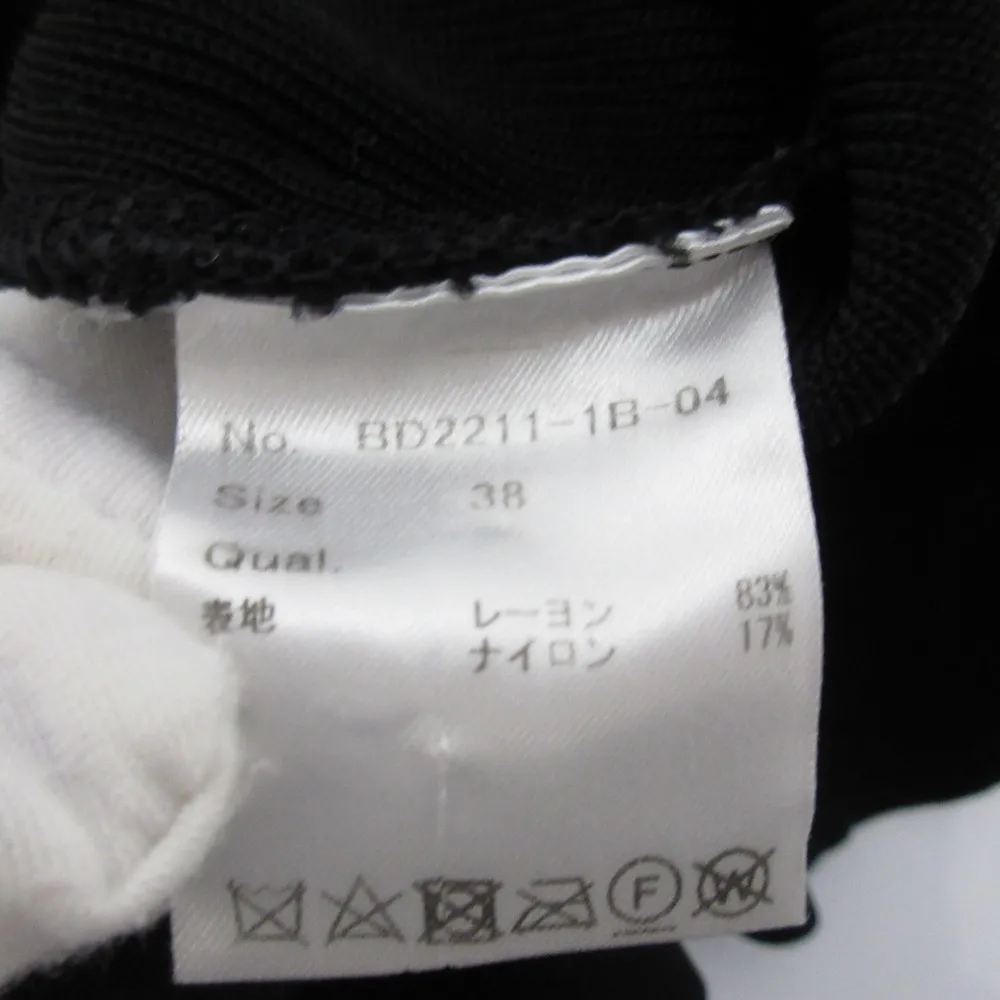 No. BD2211-1B-04
Size 38
Qual.
表地 レーヨン 83%
ナイロン 17%
F
W